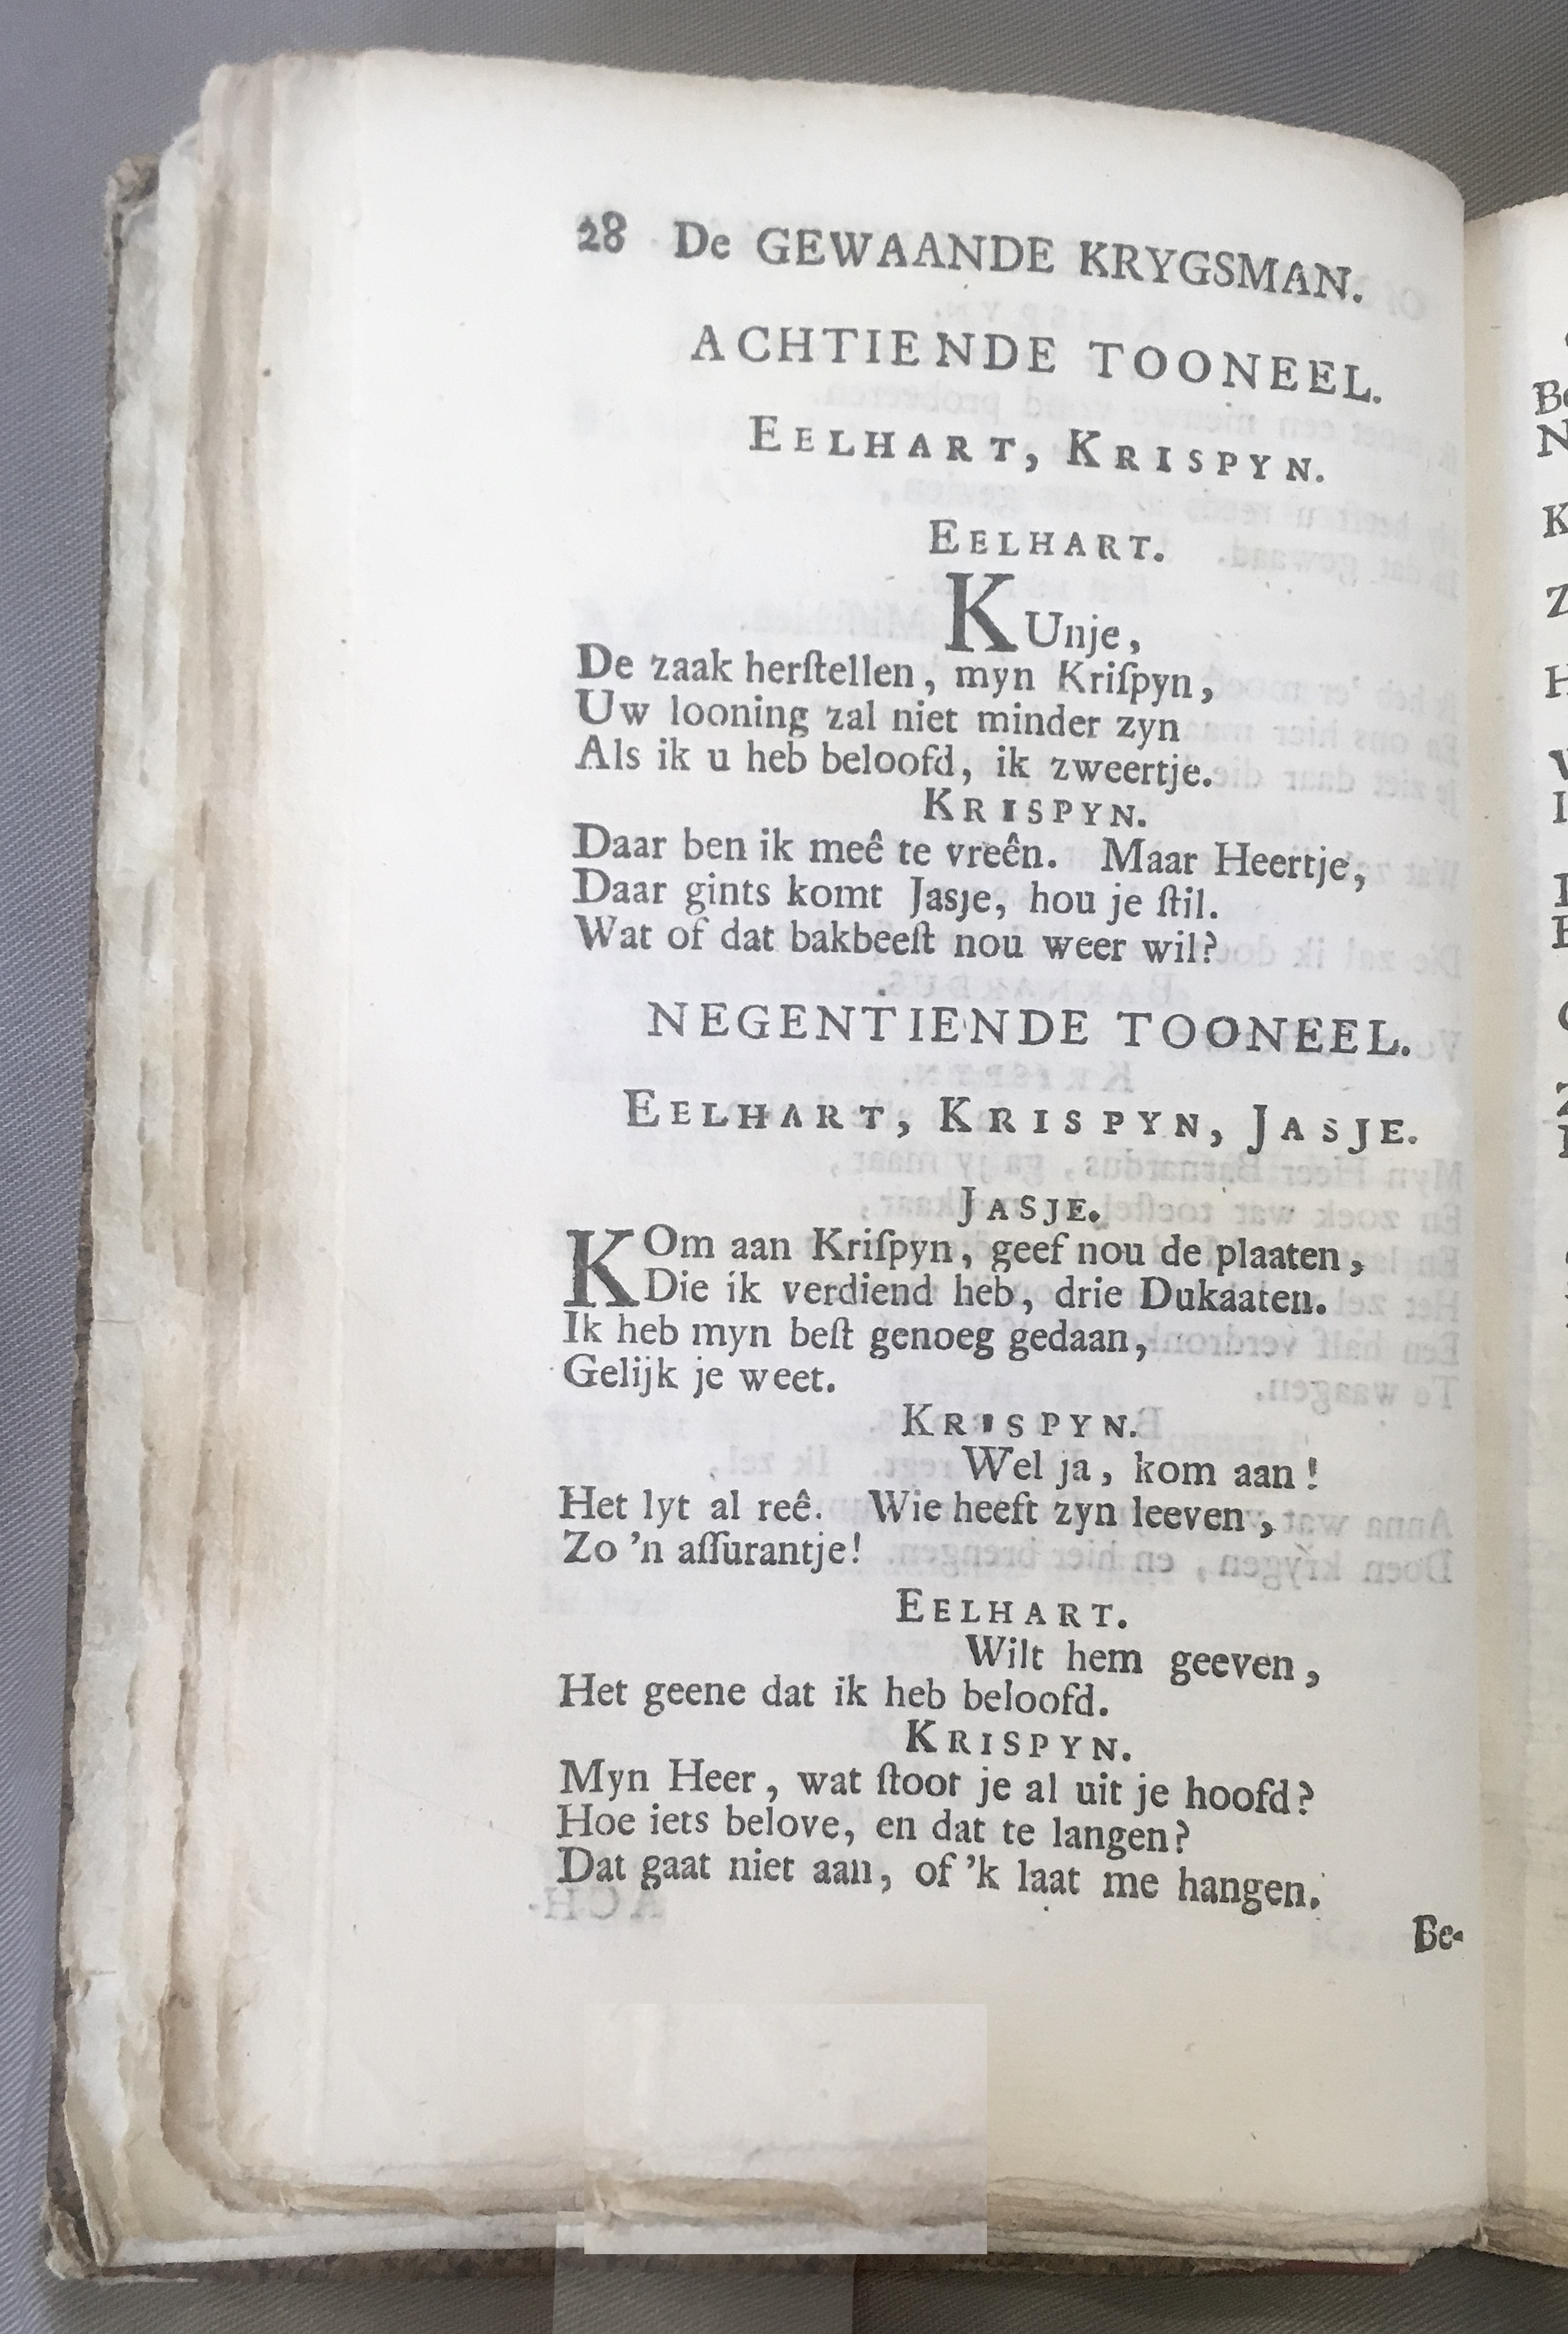 28 De GEWAANDE KRYGSMAN.
ACHTIENDE TOONEEL.
EELHART, KRISPYN.
EELHART.
KUnje,
De zaak herſtellen, myn Kriſpyn,
Uw looning zal niet minder zyn
Als ik u heb beloofd, ik zweertje.
KRISPYN.
Daar ben ik meê te vreên. Maar Heertje,
Daar gints komt Jasje, hou je ſtil.
Wat of dat bakbeeſt nou weer wil?
NEGENTIENDE TOONEEL.
EELHART, KRISPYN, JASJE.
JASJE.
KOm aan Kriſpyn, geef nou de plaaten,
Die ik verdiend heb, drie Dukaaten.
Ik heb myn beſt genoeg gedaan,
Gelijk je weet.
KRISPYN.
Wel ja, kom aan!
Het lyt al reê. Wie heeft zyn leeven,
Zo 'n aſſurantje!
EELHART.
Wilt hem geeven,
Het geene dat ik heb beloofd.
KRISPYN.
Myn Heer, wat ſtoot je al uit je hoofd?
Hoe iets belove, en dat te langen?
Dat gaat niet aan, of 'k laat me hangen.
Be-